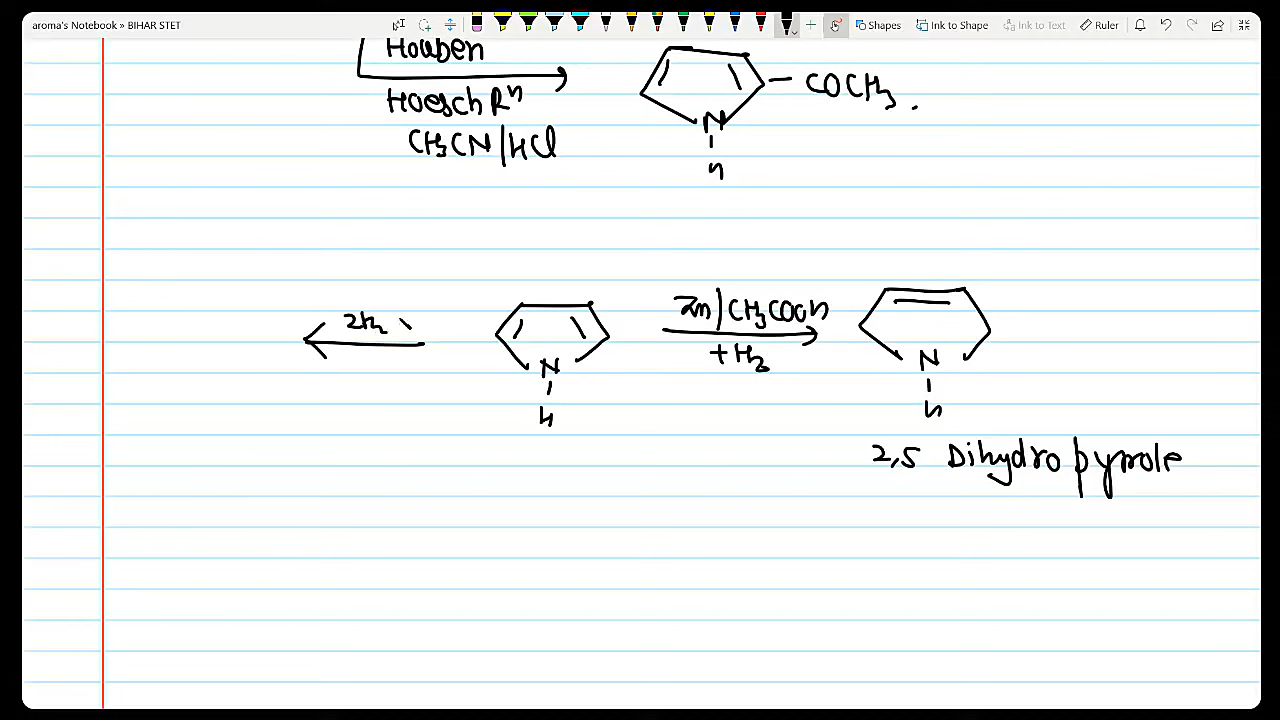 aroma's Notebook » BIHAR STET
Shapes Ink to Shape Ink to Text Ruler
Houben
Hoesch Rⁿ
CH₃CN/HCl
N
H
COCH₃.
2H₂
N
H
Zn/CH₃COOH
+H₂
N
H
2,5 Dihydro pyrrole